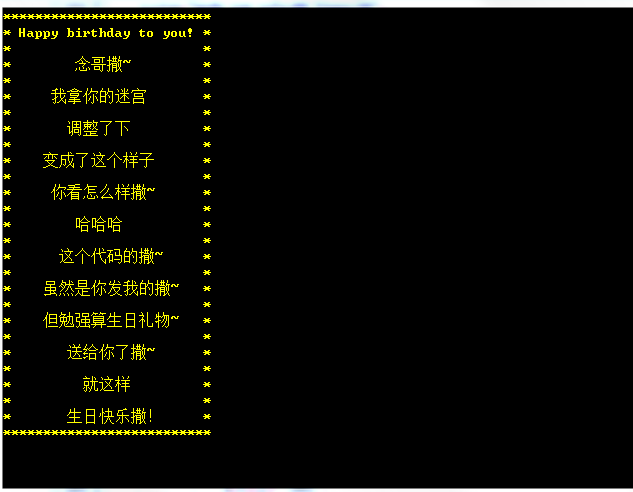 **************************
* Happy birthday to you! *
* *
* 念哥撒~ *
* *
* 我拿你的迷宫 *
* *
* 调整了下 *
* *
* 变成了这个样子 *
* *
* 你看怎么样撒~ *
* *
* 哈哈哈 *
* *
* 这个代码的撒~ *
* *
* 虽然是你发我的撒~ *
* *
* 但勉强算生日礼物~ *
* *
* 送给你了撒~ *
* *
* 就这样 *
* *
* 生日快乐撒! *
**************************